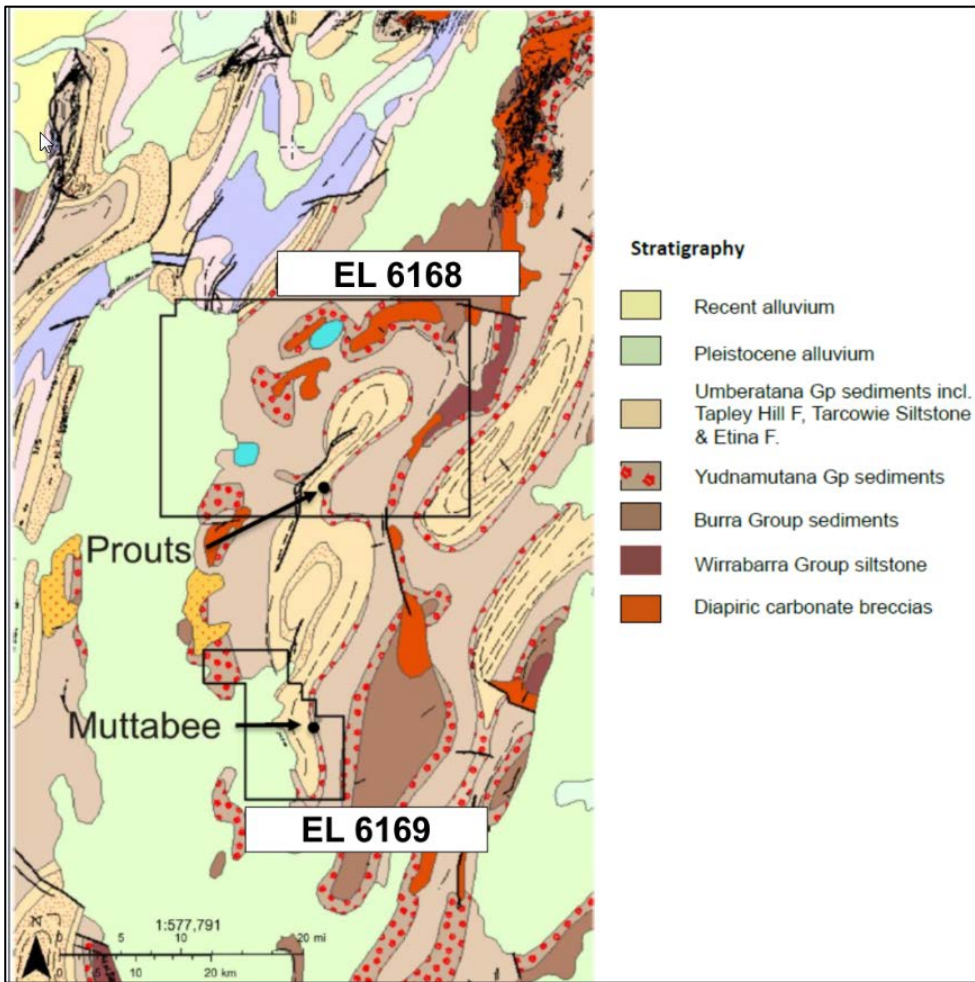 EL 6168
Prouts
Muttabee
EL 6169
1:577,791
N
0 5 10 20 mi
0 5 10 20 km
Stratigraphy
Recent alluvium
Pleistocene alluvium
Umberatana Gp sediments incl.
Tapley Hill F, Tarcowie Siltstone
& Etina F.
Yudnamutana Gp sediments
Burra Group sediments
Wirrabarra Group siltstone
Diapiric carbonate breccias